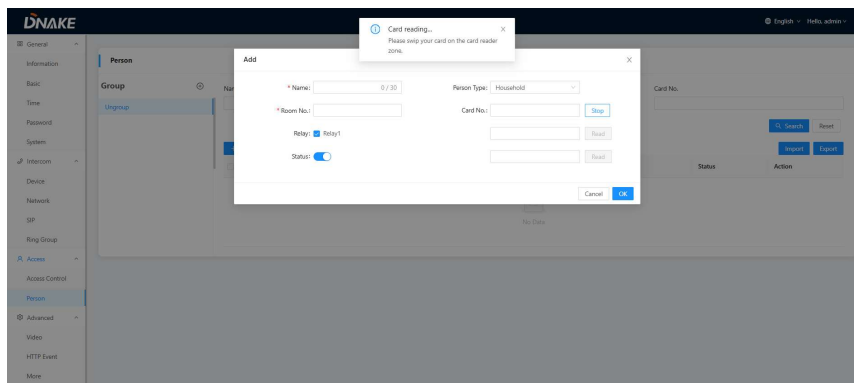 DNAKE
English Hello, admin
Card reading...
Please swip your card on the card reader
zone.
General
Information
Basic
Time
Password
System
Intercom
Device
Network
SIP
Ring Group
Access
Access Control
Person
Advanced
Video
HTTP Event
More
Person
Group
Ungroup
Add
* Name: 0 / 30
Person Type: Household
* Room No.:
Card No.: Stop
Relay: Relay1
Read
Status:
Read
Cancel OK
Card No.
Search Reset
Import Export
Status Action
No Data